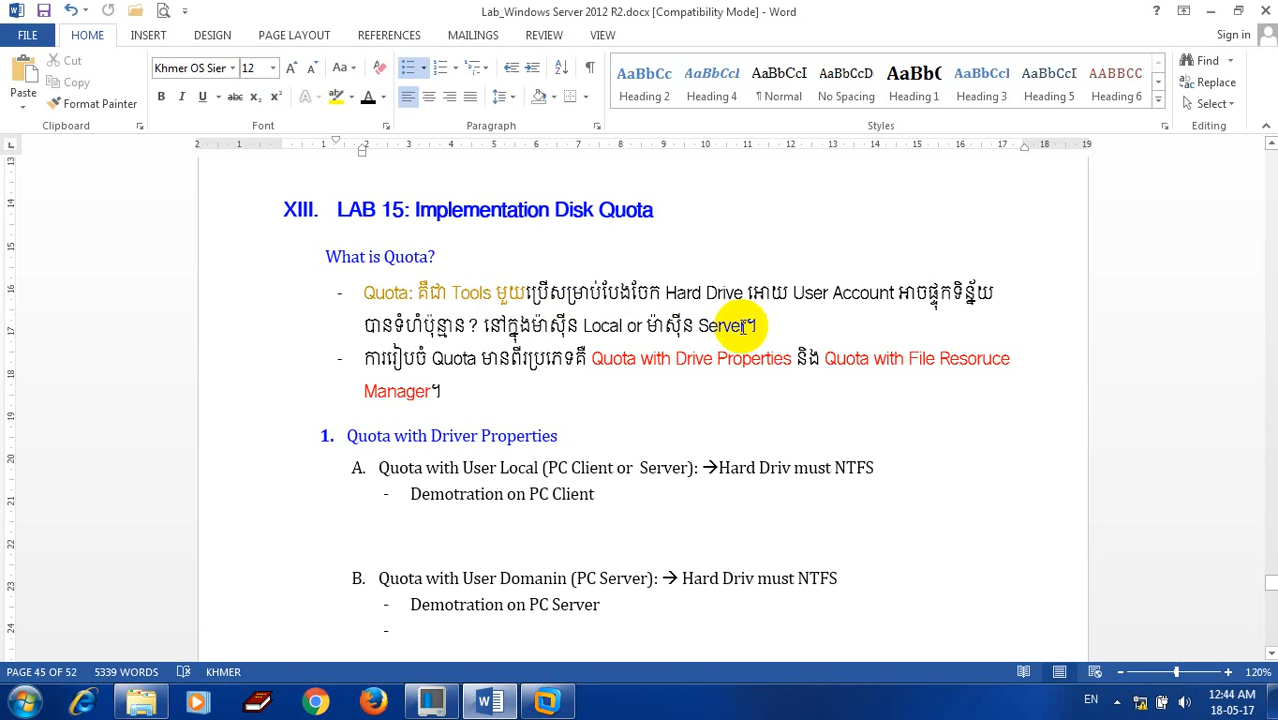 Lab_Windows Server 2012 R2.docx [Compatibility Mode] - Word
FILE HOME INSERT DESIGN PAGE LAYOUT REFERENCES MAILINGS REVIEW VIEW Sign in
Paste Cut Copy Format Painter
Khmer OS Sier 12
AaBbCc AaBbCcI AaBbCcI AaBbCcDc AaBb( AaBbCcI AaBbCcDc AABBCC
Heading 2 Heading 4 ¶ Normal No Spacing Heading 1 Heading 3 Heading 5 Heading 6
Find Replace Select
Clipboard Font Paragraph Styles Editing
XIII. LAB 15: Implementation Disk Quota
What is Quota?
- Quota: គឺជា Tools មួយប្រើសម្រាប់បែងចែក Hard Drive អោយ User Account អាចផ្ទុកទិន្ន័យ
បានទំហំប៉ុន្មាន? នៅក្នុងម៉ាស៊ីន Local or ម៉ាស៊ីន Server។
- ការរៀបចំ Quota មានពីរប្រភេទគឺ Quota with Drive Properties និង Quota with File Resoruce
Manager។
1. Quota with Driver Properties
A. Quota with User Local (PC Client or Server): →Hard Driv must NTFS
- Demotration on PC Client
B. Quota with User Domanin (PC Server): → Hard Driv must NTFS
- Demotration on PC Server
-
PAGE 45 OF 52 5339 WORDS KHMER 120%
EN 12:44 AM
18-05-17